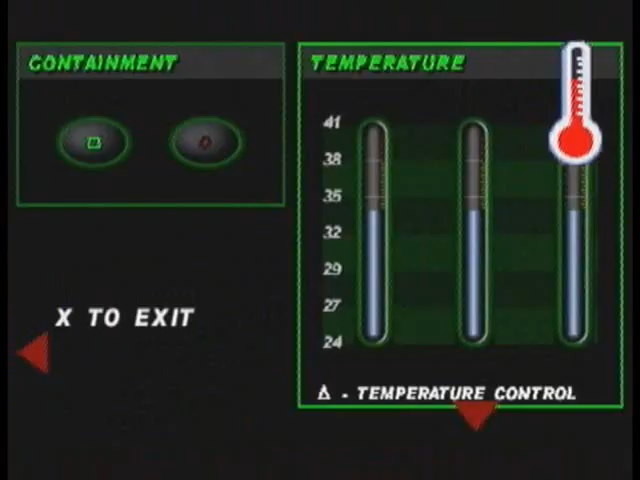 CONTAINMENT
TEMPERATURE
41
38
35
32
29
27
24
X TO EXIT
Δ - TEMPERATURE CONTROL